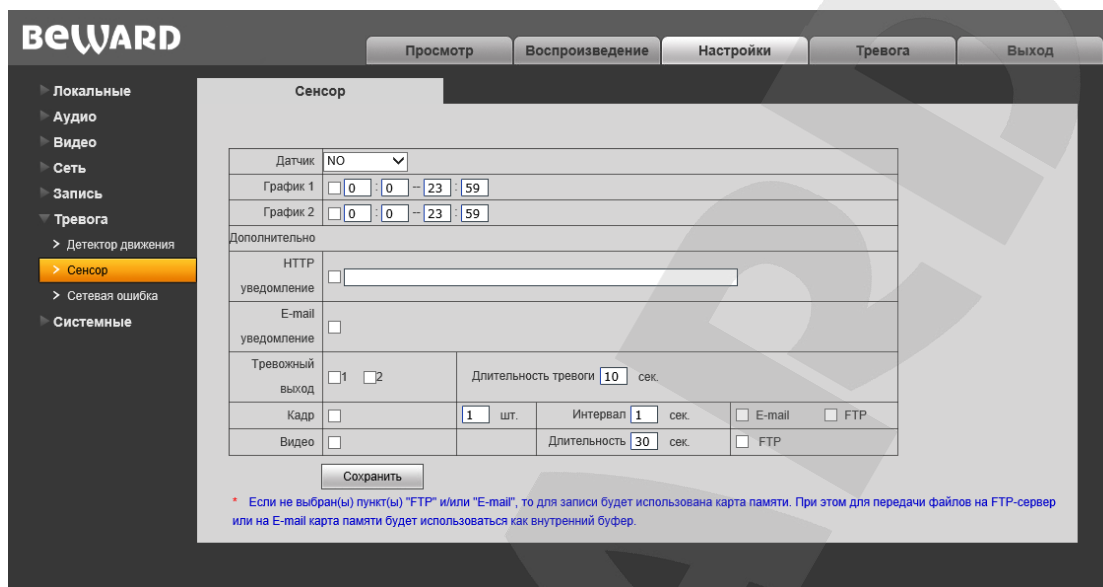 BEWARD
Просмотр Воспроизведение Настройки Тревога Выход
Локальные
Аудио
Видео
Сеть
Запись
Тревога
> Детектор движения
> Сенсор
> Сетевая ошибка
Системные
Сенсор
Датчик NO
График 1 0 : 0 -- 23 : 59
График 2 0 : 0 -- 23 : 59
Дополнительно
HTTP
уведомление
E-mail
уведомление
Тревожный
выход
1 2 Длительность тревоги 10 сек.
Кадр 1 шт. Интервал 1 сек. E-mail FTP
Видео Длительность 30 сек. FTP
Сохранить
* Если не выбран(ы) пункт(ы) "FTP" и/или "E-mail", то для записи будет использована карта памяти. При этом для передачи файлов на FTP-сервер
или на E-mail карта памяти будет использоваться как внутренний буфер.